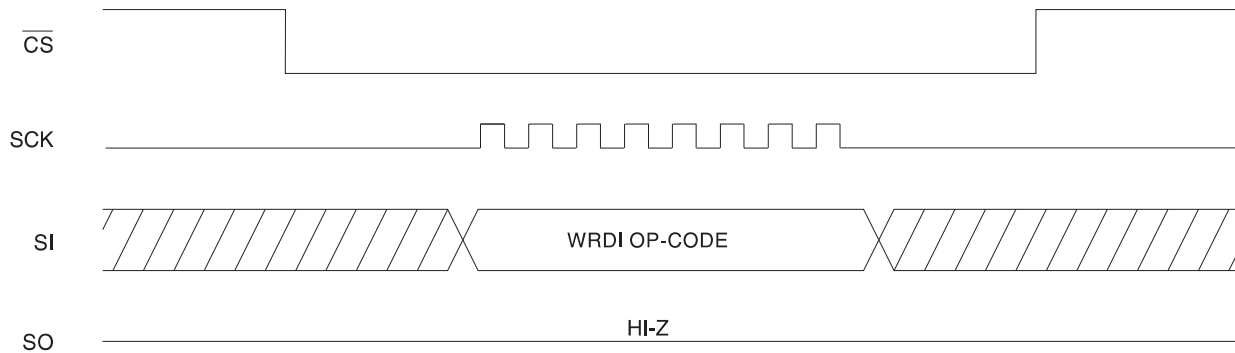 CS
SCK
SI
WRDI OP-CODE
SO
HI-Z